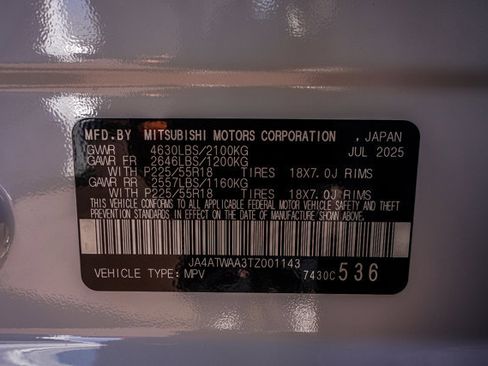 MFD.BY MITSUBISHI MOTORS CORPORATION , JAPAN
GVWR 4630LBS/2100KG JUL 2025
GAWR FR 2646LBS/1200KG
WITH P225/55R18 TIRES 18X7.0J RIMS
GAWR RR 2557LBS/1160KG
WITH P225/55R18 TIRES 18X7.0J RIMS
THIS VEHICLE CONFORMS TO ALL APPLICABLE FEDERAL MOTOR VEHICLE SAFETY AND THEFT
PREVENTION STANDARDS IN EFFECT ON THE DATE OF MANUFACTURE SHOWN ABOVE.
JA4ATWAA3TZ001143
VEHICLE TYPE: MPV 7430C 536